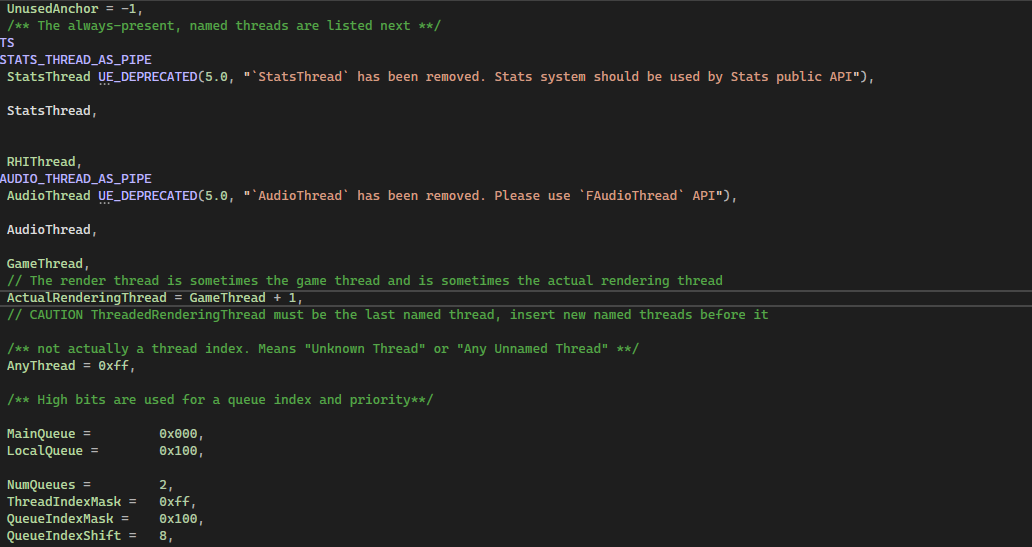 UnusedAnchor = -1,
/** The always-present, named threads are listed next **/
TS
STATS_THREAD_AS_PIPE
StatsThread UE_DEPRECATED(5.0, "`StatsThread` has been removed. Stats system should be used by Stats public API"),
StatsThread,
RHIThread,
AUDIO_THREAD_AS_PIPE
AudioThread UE_DEPRECATED(5.0, "`AudioThread` has been removed. Please use `FAudioThread` API"),
AudioThread,
GameThread,
// The render thread is sometimes the game thread and is sometimes the actual rendering thread
ActualRenderingThread = GameThread + 1,
// CAUTION ThreadedRenderingThread must be the last named thread, insert new named threads before it
/** not actually a thread index. Means "Unknown Thread" or "Any Unnamed Thread" **/
AnyThread = 0xff,
/** High bits are used for a queue index and priority**/
MainQueue = 0x000,
LocalQueue = 0x100,
NumQueues = 2,
ThreadIndexMask = 0xff,
QueueIndexMask = 0x100,
QueueIndexShift = 8,